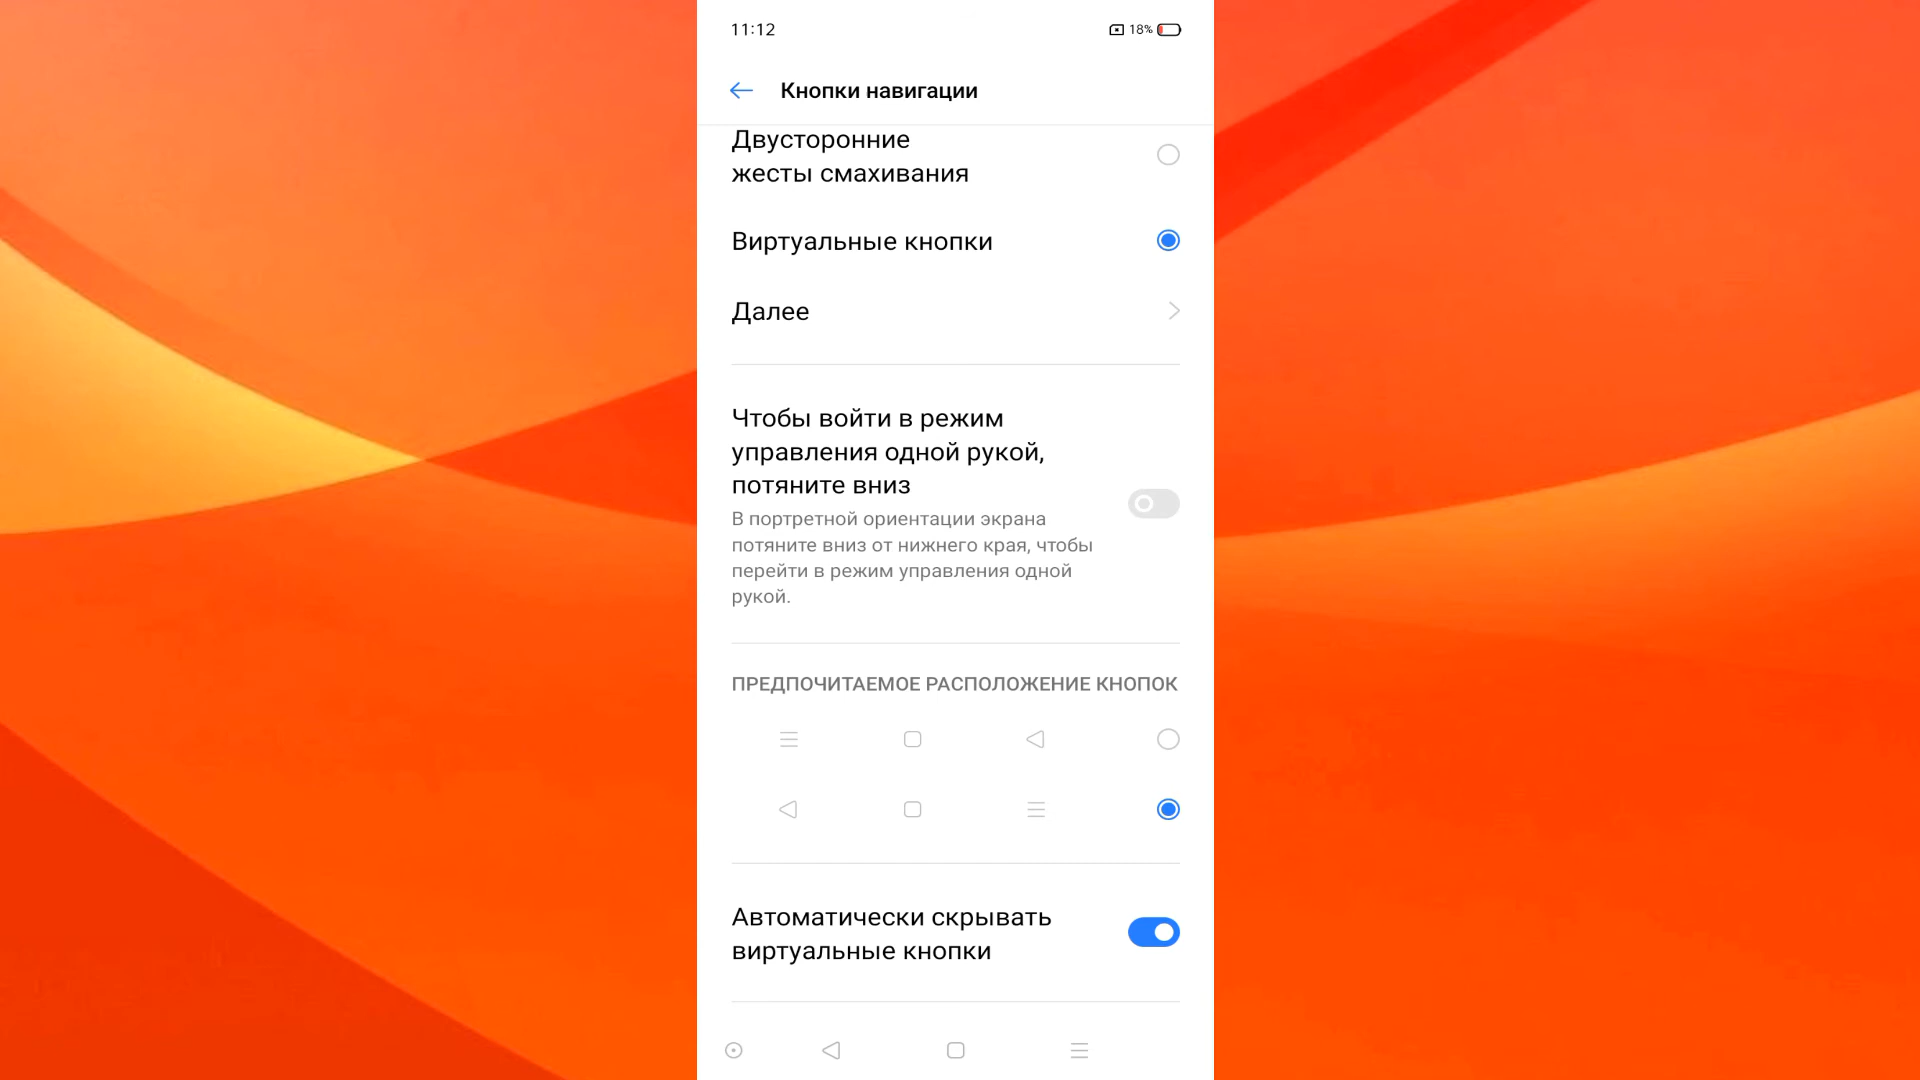 11:12
18%
Кнопки навигации
Двусторонние
жесты смахивания
Виртуальные кнопки
Далее
Чтобы войти в режим
управления одной рукой,
потяните вниз
В портретной ориентации экрана
потяните вниз от нижнего края, чтобы
перейти в режим управления одной
рукой.
ПРЕДПОЧИТАЕМОЕ РАСПОЛОЖЕНИЕ КНОПОК
Автоматически скрывать
виртуальные кнопки